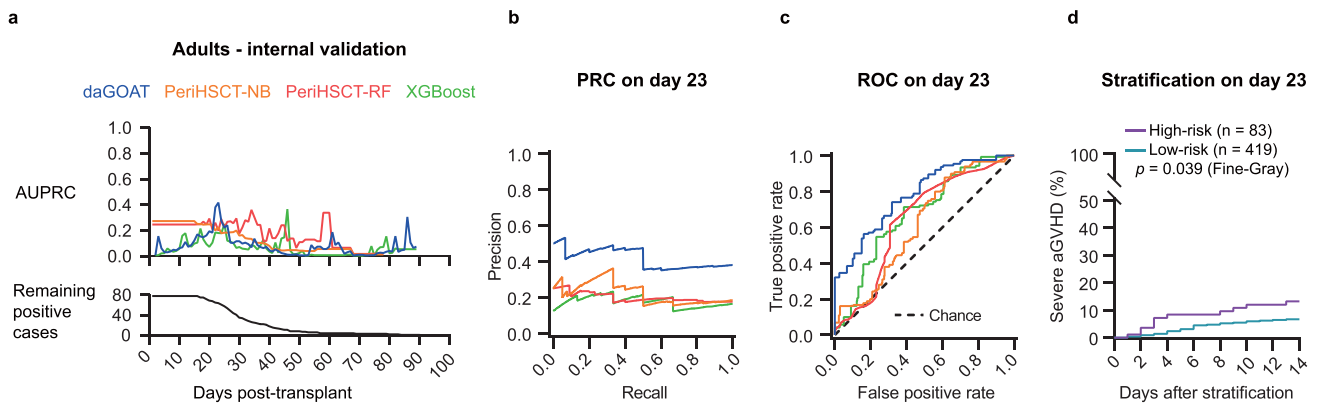 a
Adults - internal validation
daGOAT PeriHSCT-NB PeriHSCT-RF XGBoost
AUPRC
1.0
0.8
0.6
0.4
0.2
0.0
Remaining
positive
cases
80
40
0
0 10 20 30 40 50 60 70 80 90 100
Days post-transplant
b
PRC on day 23
Precision
1.0
0.8
0.6
0.4
0.2
0.0
0.0 0.2 0.4 0.6 0.8 1.0
Recall
c
ROC on day 23
True positive rate
1.0
0.8
0.6
0.4
0.2
0.0
Chance
0.0 0.2 0.4 0.6 0.8 1.0
False positive rate
d
Stratification on day 23
High-risk (n = 83)
Low-risk (n = 419)
p = 0.039 (Fine-Gray)
Severe aGVHD (%)
100
50
40
30
20
10
0
0 2 4 6 8 10 12 14
Days after stratification